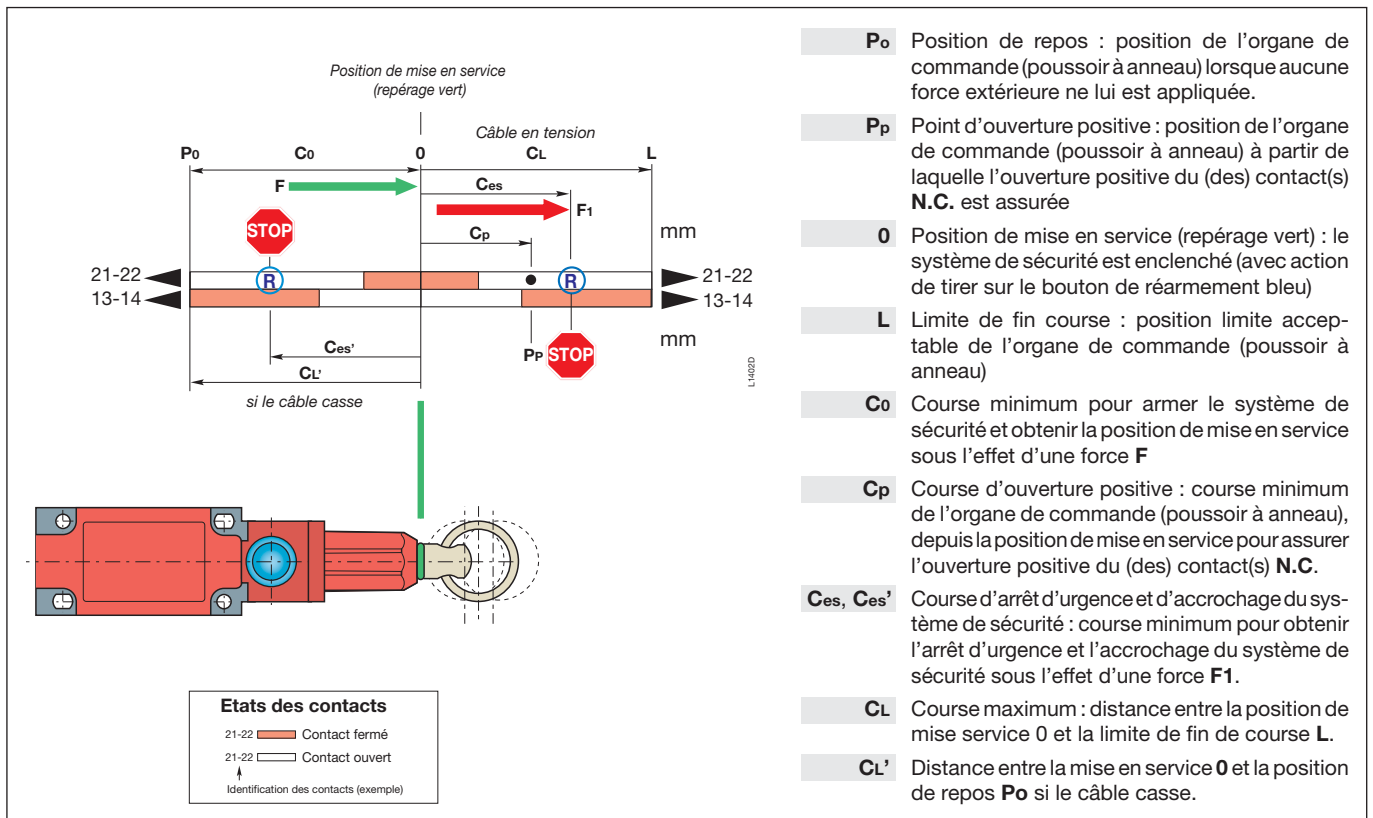 Position de mise en service
(repérage vert)
Câble en tension
P0 C0 0 CL L
F
Ces
F1
Cp
STOP
mm
21-22 R R 21-22
13-14 13-14
Ces'
PP STOP
mm
CL'
si le câble casse
L1402D
Etats des contacts
21-22 Contact fermé
21-22 Contact ouvert
Identification des contacts (exemple)
Po Position de repos : position de l'organe de
commande (poussoir à anneau) lorsque aucune
force extérieure ne lui est appliquée.
Pp Point d'ouverture positive : position de l'organe
de commande (poussoir à anneau) à partir de
laquelle l'ouverture positive du (des) contact(s)
N.C. est assurée
0 Position de mise en service (repérage vert) : le
système de sécurité est enclenché (avec action
de tirer sur le bouton de réarmement bleu)
L Limite de fin course : position limite accep-
table de l'organe de commande (poussoir à
anneau)
C0 Course minimum pour armer le système de
sécurité et obtenir la position de mise en service
sous l'effet d'une force F
Cp Course d'ouverture positive : course minimum
de l'organe de commande (poussoir à anneau),
depuis la position de mise en service pour assurer
l'ouverture positive du (des) contact(s) N.C.
Ces, Ces' Course d'arrêt d'urgence et d'accrochage du sys-
tème de sécurité : course minimum pour obtenir
l'arrêt d'urgence et l'accrochage du système de
sécurité sous l'effet d'une force F1.
CL Course maximum : distance entre la position de
mise service 0 et la limite de fin de course L.
CL' Distance entre la mise en service 0 et la position
de repos Po si le câble casse.